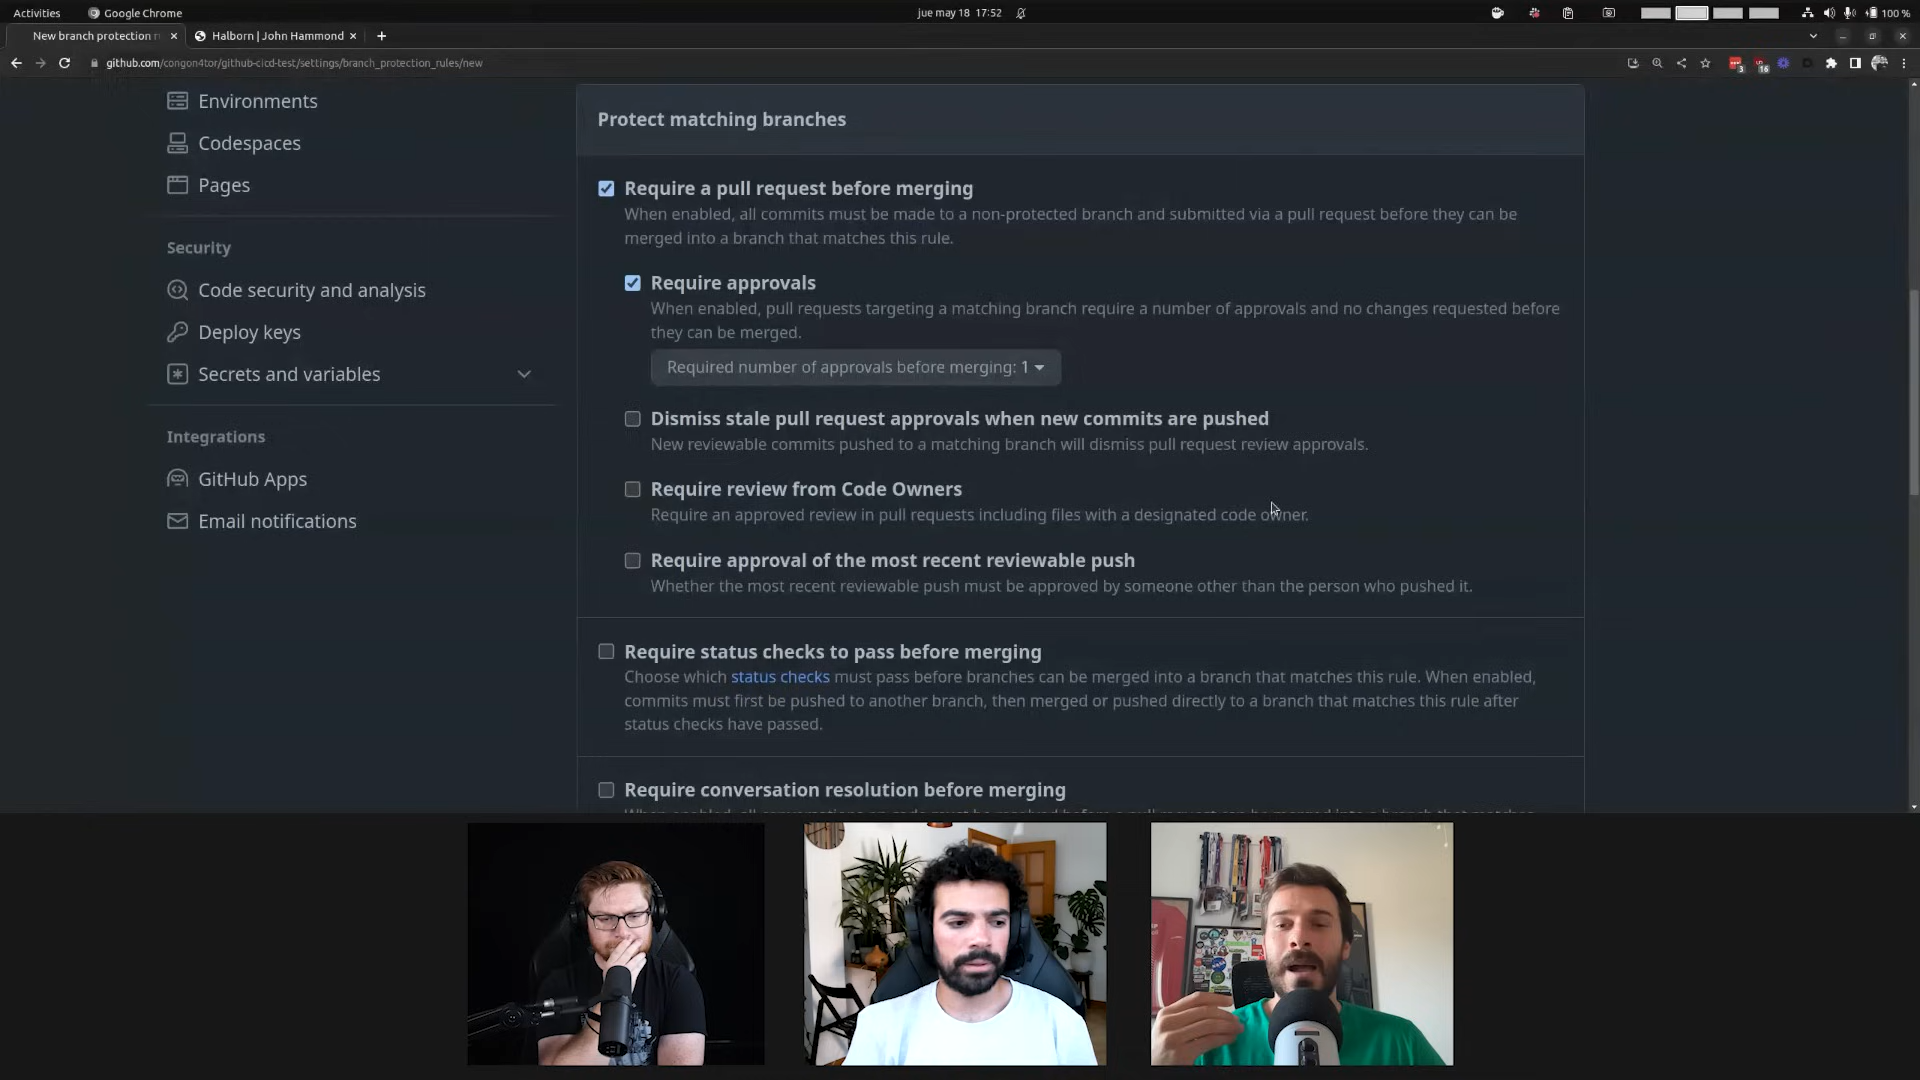 Activities
Google Chrome
jue may 18 17:52
100 %
New branch protection r
Halborn | John Hammond
github.com/congon4tor/github-cicd-test/settings/branch_protection_rules/new
3
16
Environments
Codespaces
Pages
Security
Code security and analysis
Deploy keys
Secrets and variables
Integrations
GitHub Apps
Email notifications
Protect matching branches
Require a pull request before merging
When enabled, all commits must be made to a non-protected branch and submitted via a pull request before they can be
merged into a branch that matches this rule.
Require approvals
When enabled, pull requests targeting a matching branch require a number of approvals and no changes requested before
they can be merged.
Required number of approvals before merging: 1
Dismiss stale pull request approvals when new commits are pushed
New reviewable commits pushed to a matching branch will dismiss pull request review approvals.
Require review from Code Owners
Require an approved review in pull requests including files with a designated code owner.
Require approval of the most recent reviewable push
Whether the most recent reviewable push must be approved by someone other than the person who pushed it.
Require status checks to pass before merging
Choose which status checks must pass before branches can be merged into a branch that matches this rule. When enabled,
commits must first be pushed to another branch, then merged or pushed directly to a branch that matches this rule after
status checks have passed.
Require conversation resolution before merging